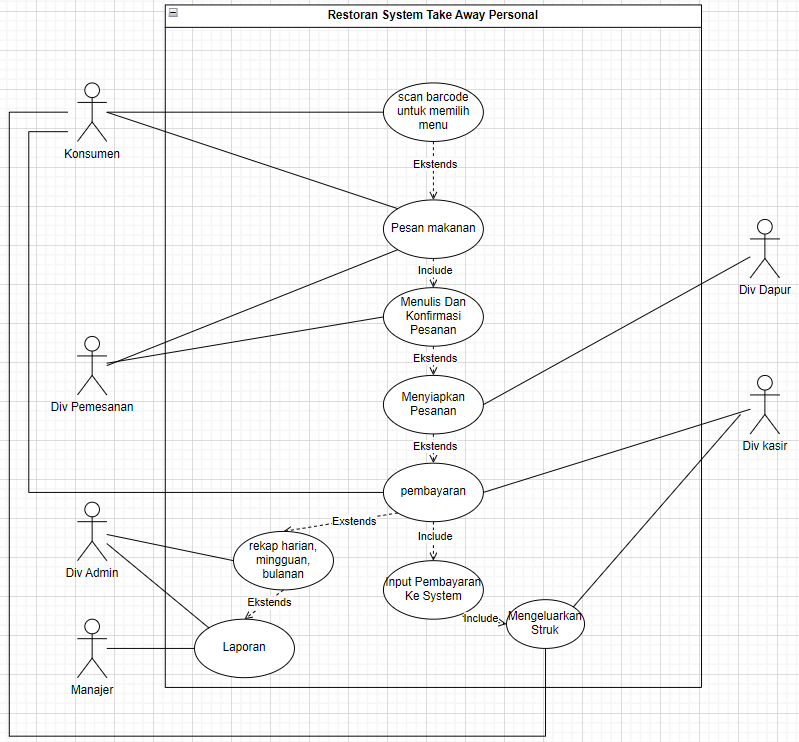 Restoran System Take Away Personal
scan barcode
untuk memilih
menu
Konsumen
Ekstends
Pesan makanan
Include
Div Dapur
Menulis Dan
Konfirmasi
Pesanan
Ekstends
Div Pemesanan
Menyiapkan
Pesanan
Ekstends
Div kasir
pembayaran
Exstends
Include
rekap harian,
mingguan,
bulanan
Div Admin
Input Pembayaran
Ke System
Ekstends
Include
Mengeluarkan
Struk
Laporan
Manajer